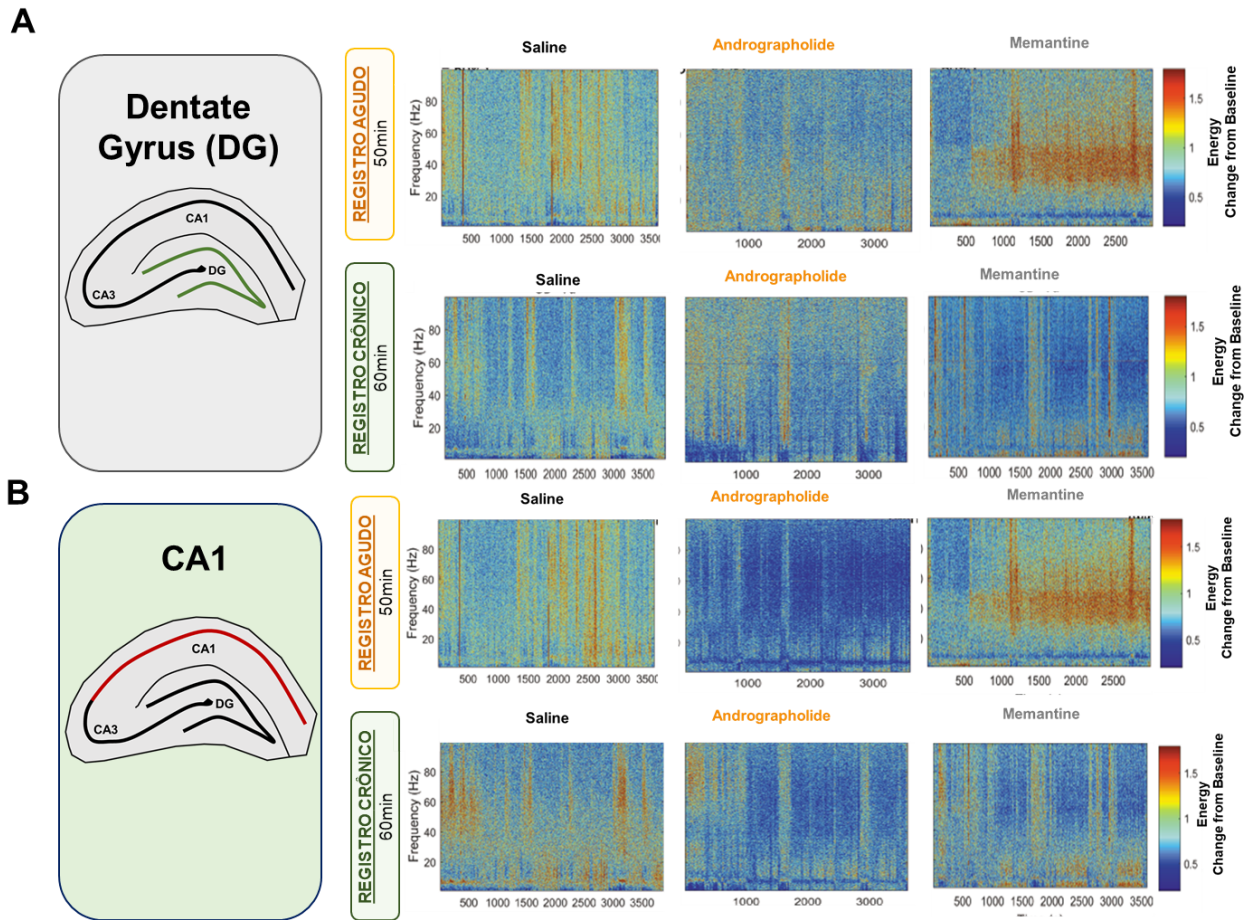 A
Dentate
Gyrus (DG)
CA1
DG
CA3
REGISTRO AGUDO
50min
Saline
Andrographolide
Memantine
Frequency (Hz)
80
60
40
20
500 1000 1500 2000 2500 3000 350
1000 2000 3000
500 1000 1500 2000 2500
1.5
1
0.5
Energy
Change from Baseline
REGISTRO CRÔNICO
60min
Saline
Andrographolide
Memantine
Frequency (Hz)
80
60
40
20
500 1000 1500 2000 2500 3000 3500
1000 2000 3000
500 1000 1500 2000 2500 3000 3500
1.5
1
0.5
Energy
Change from Baseline
B
CA1
CA1
DG
CA3
REGISTRO AGUDO
50min
Saline
Andrographolide
Memantine
Frequency (Hz)
80
60
40
20
500 1000 1500 2000 2500 3000 350
1000 2000 3000
500 1000 1500 2000 2500
1.5
1
0.5
Energy
Change from Baseline
REGISTRO CRÔNICO
60min
Saline
Andrographolide
Memantine
Frequency (Hz)
80
60
40
20
500 1000 1500 2000 2500 3000 3500
1000 2000 3000
500 1000 1500 2000 2500 3000 3500
1.5
1
0.5
Energy
Change from Baseline